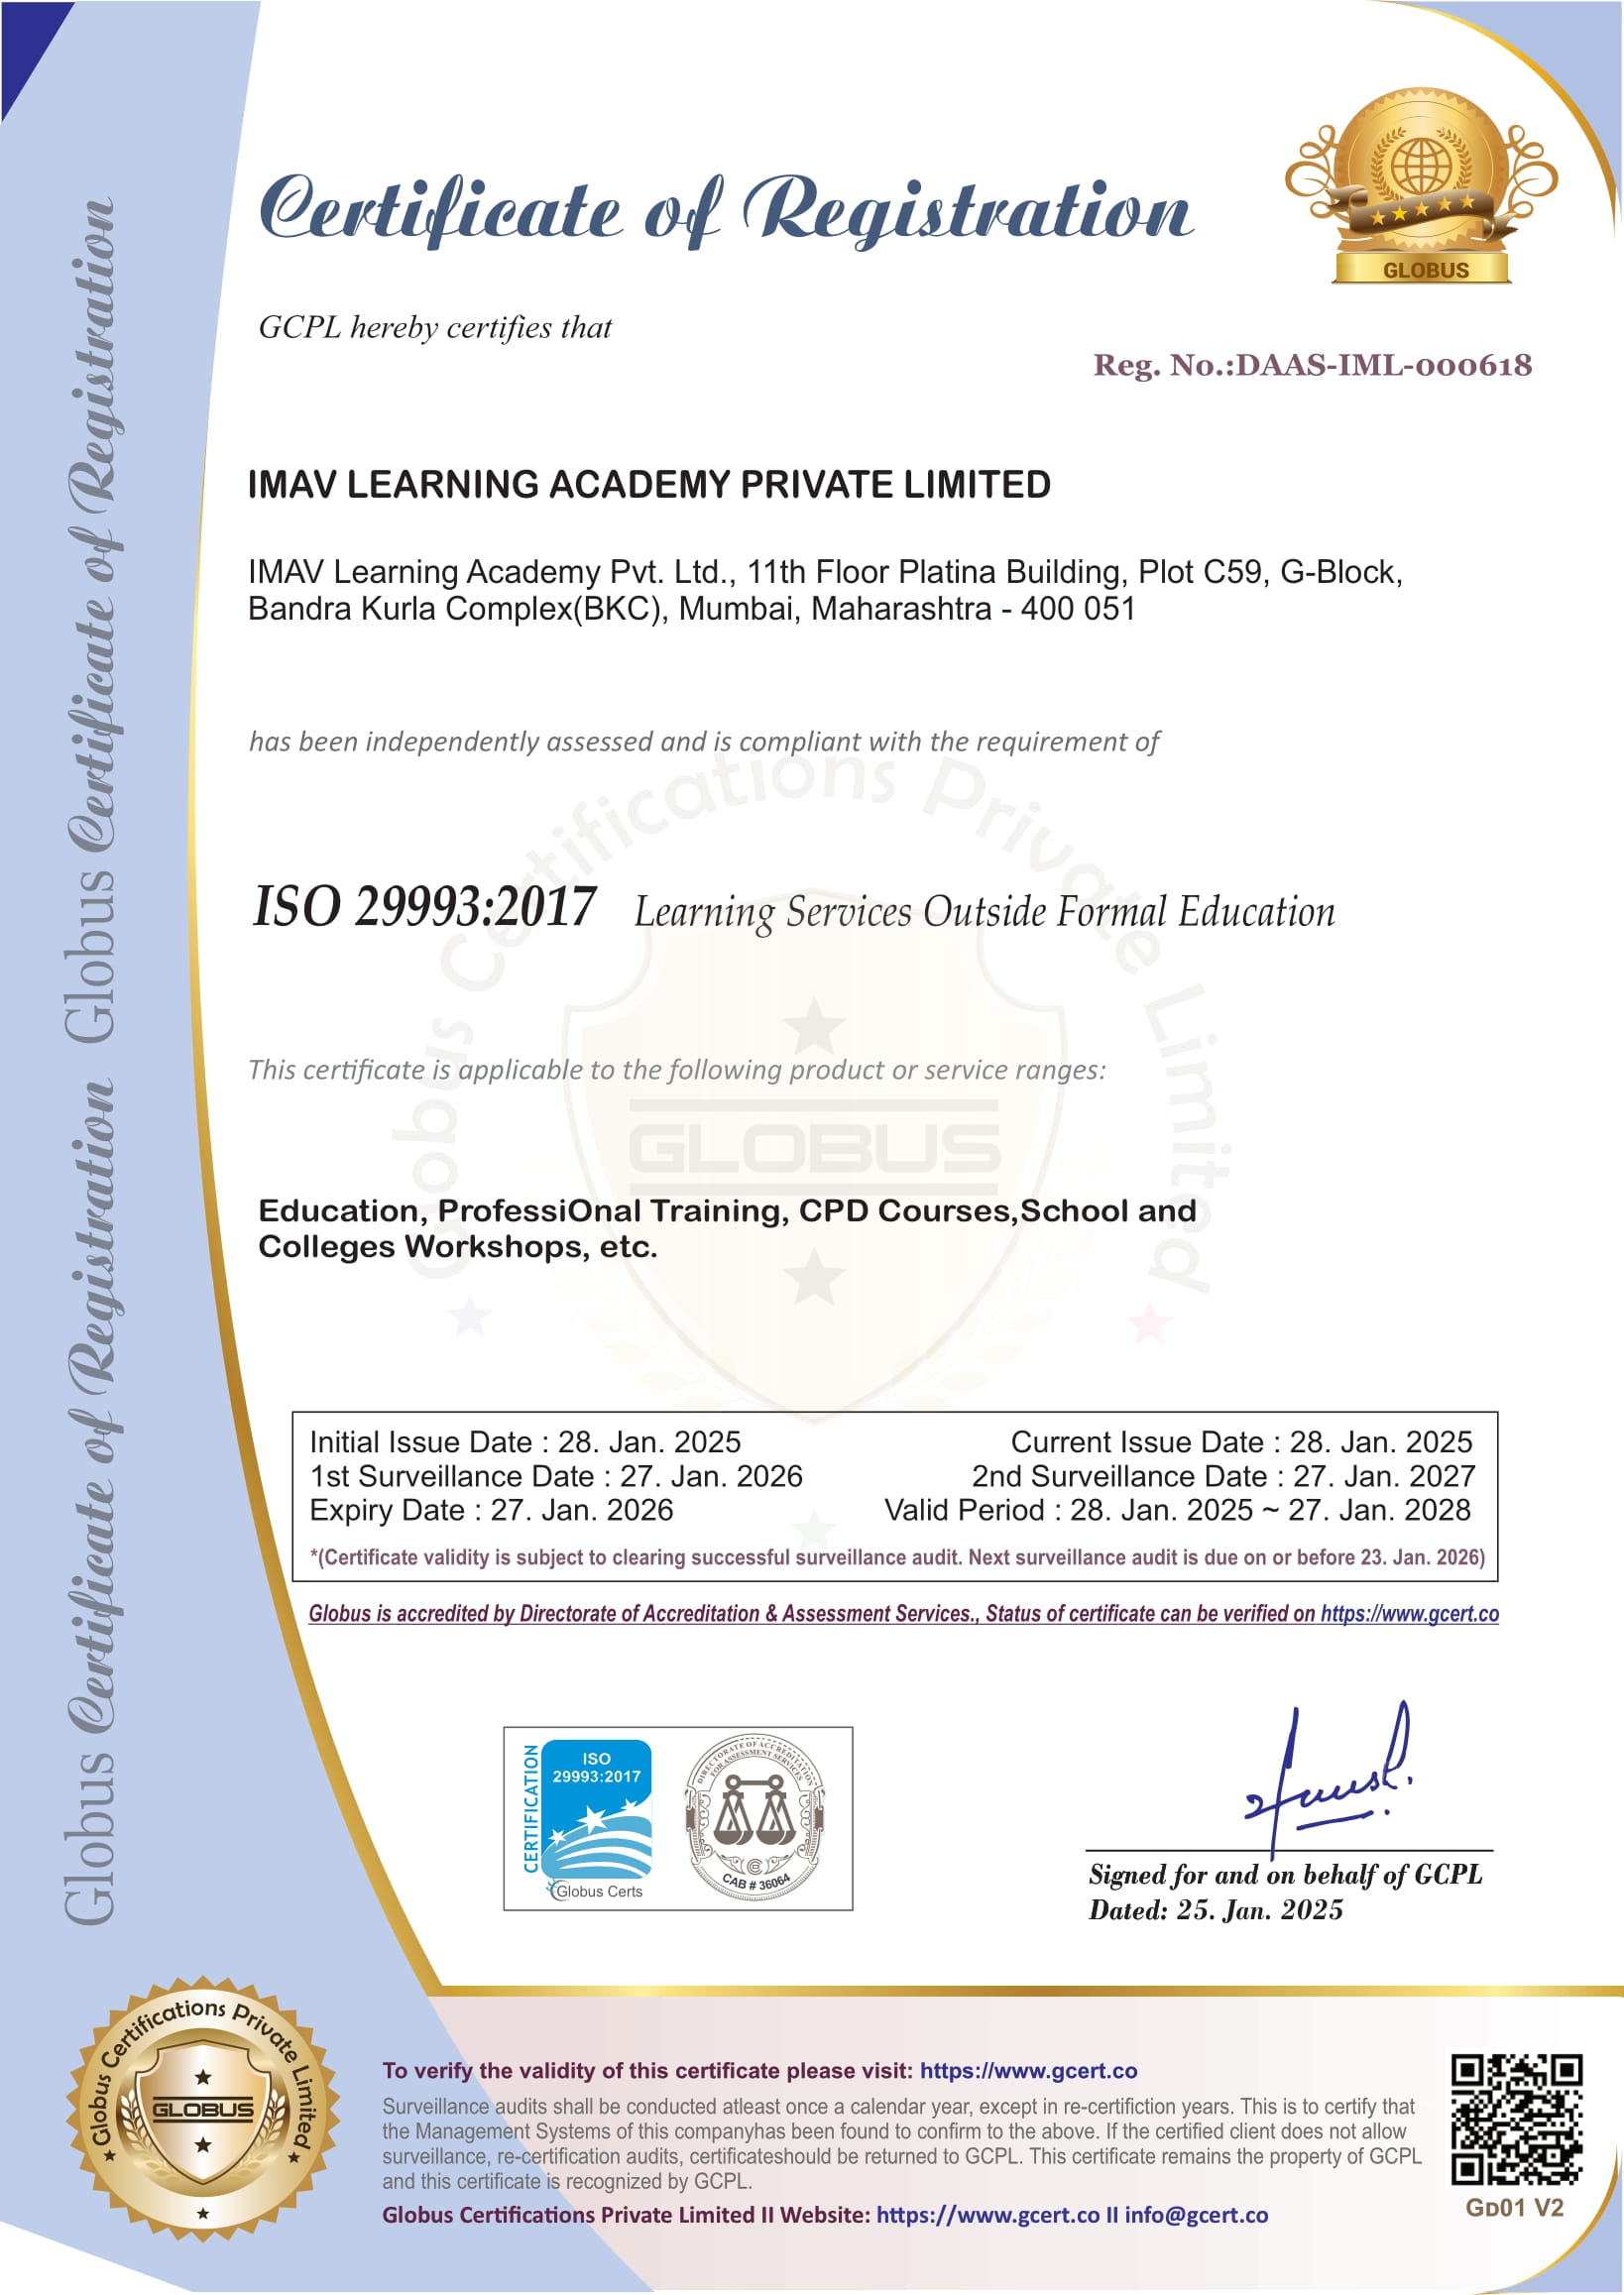 Certificate of Registration
GLOBUS
GCPL hereby certifies that
Reg. No.:DAAS-IML-000618
IMAV LEARNING ACADEMY PRIVATE LIMITED
IMAV Learning Academy Pvt. Ltd., 11th Floor Platina Building, Plot C59, G-Block,
Bandra Kurla Complex(BKC), Mumbai, Maharashtra - 400 051
has been independently assessed and is compliant with the requirement of
ISO 29993:2017 Learning Services Outside Formal Education
This certificate is applicable to the following product or service ranges:
Globus Certifications Private Limited
GLOBUS
Education, ProfessiOnal Training, CPD Courses,School and
Colleges Workshops, etc.
Initial Issue Date : 28. Jan. 2025 Current Issue Date : 28. Jan. 2025
1st Surveillance Date : 27. Jan. 2026 2nd Surveillance Date : 27. Jan. 2027
Expiry Date : 27. Jan. 2026 Valid Period : 28. Jan. 2025 ~ 27. Jan. 2028
*(Certificate validity is subject to clearing successful surveillance audit. Next surveillance audit is due on or before 23. Jan. 2026)
Globus is accredited by Directorate of Accreditation & Assessment Services., Status of certificate can be verified on https://www.gcert.co
CERTIFICATION
ISO
29993:2017
Globus Certs
DIRECTORATE OF ACCREDITATION
FOR ASSESSMENT SERVICES
CAB # 36064
Signed for and on behalf of GCPL
Dated: 25. Jan. 2025
Globus Certificate of Registration Globus Certificate of Registration
Globus Certifications Private Limited
GLOBUS
To verify the validity of this certificate please visit: https://www.gcert.co
Surveillance audits shall be conducted atleast once a calendar year, except in re-certifiction years. This is to certify that
the Management Systems of this companyhas been found to confirm to the above. If the certified client does not allow
surveillance, re-certification audits, certificateshould be returned to GCPL. This certificate remains the property of GCPL
and this certificate is recognized by GCPL.
Globus Certifications Private Limited II Website: https://www.gcert.co II info@gcert.co
GD01 V2